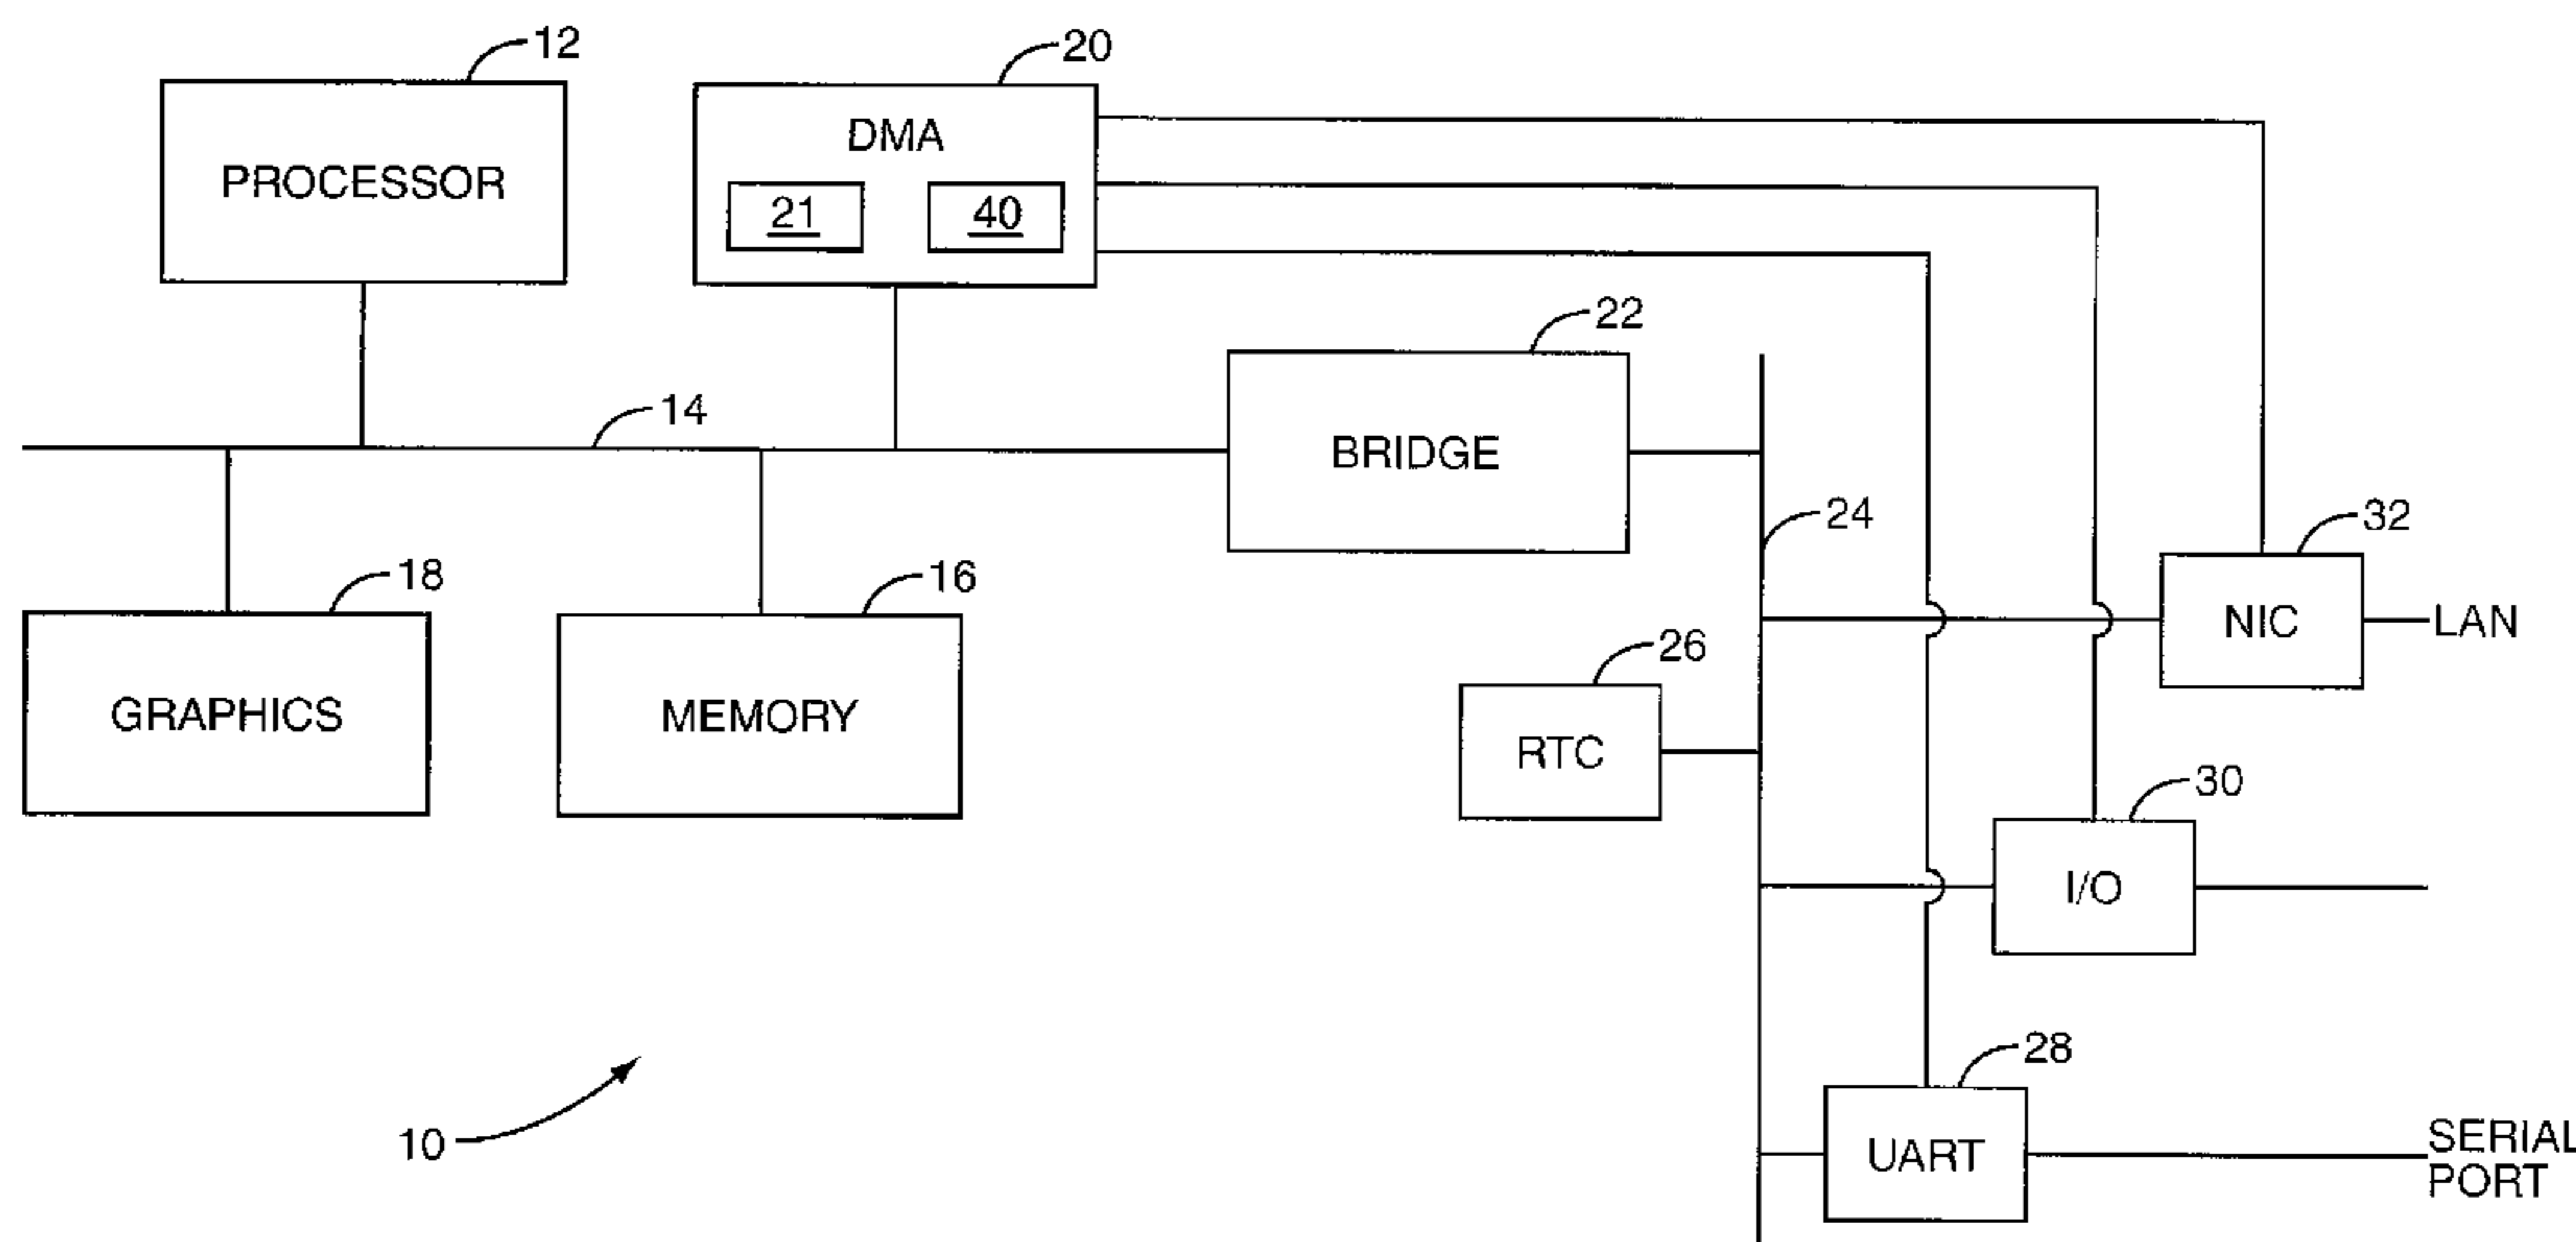 12
PROCESSOR
20
DMA
21
40
22
BRIDGE
14
24
18
GRAPHICS
16
MEMORY
26
RTC
32
NIC
LAN
30
I/O
28
UART
SERIAL
PORT
10